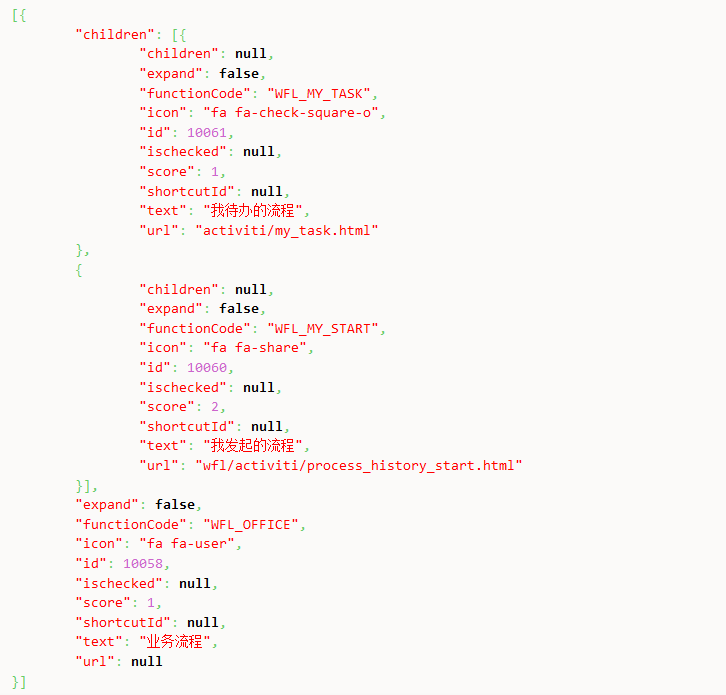 [{
"children": [{
"children": null,
"expand": false,
"functionCode": "WFL_MY_TASK",
"icon": "fa fa-check-square-o",
"id": 10061,
"ischecked": null,
"score": 1,
"shortcutId": null,
"text": "我待办的流程",
"url": "activiti/my_task.html"
},
{
"children": null,
"expand": false,
"functionCode": "WFL_MY_START",
"icon": "fa fa-share",
"id": 10060,
"ischecked": null,
"score": 2,
"shortcutId": null,
"text": "我发起的流程",
"url": "wfl/activiti/process_history_start.html"
}],
"expand": false,
"functionCode": "WFL_OFFICE",
"icon": "fa fa-user",
"id": 10058,
"ischecked": null,
"score": 1,
"shortcutId": null,
"text": "业务流程",
"url": null
}]